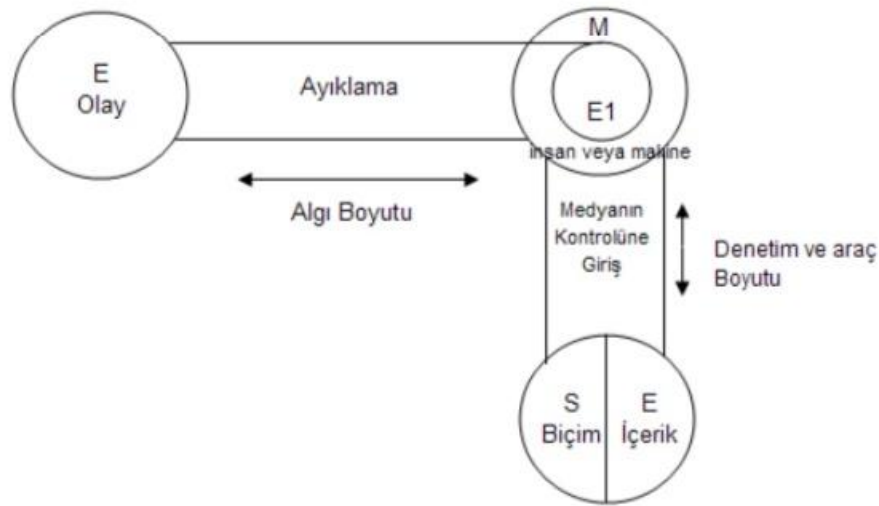 E
Olay
Ayıklama
M
E1
insan veya makine
Algı Boyutu
Medyanın
Kontrolüne
Giriş
Denetim ve araç
Boyutu
S
Biçim
E
İçerik